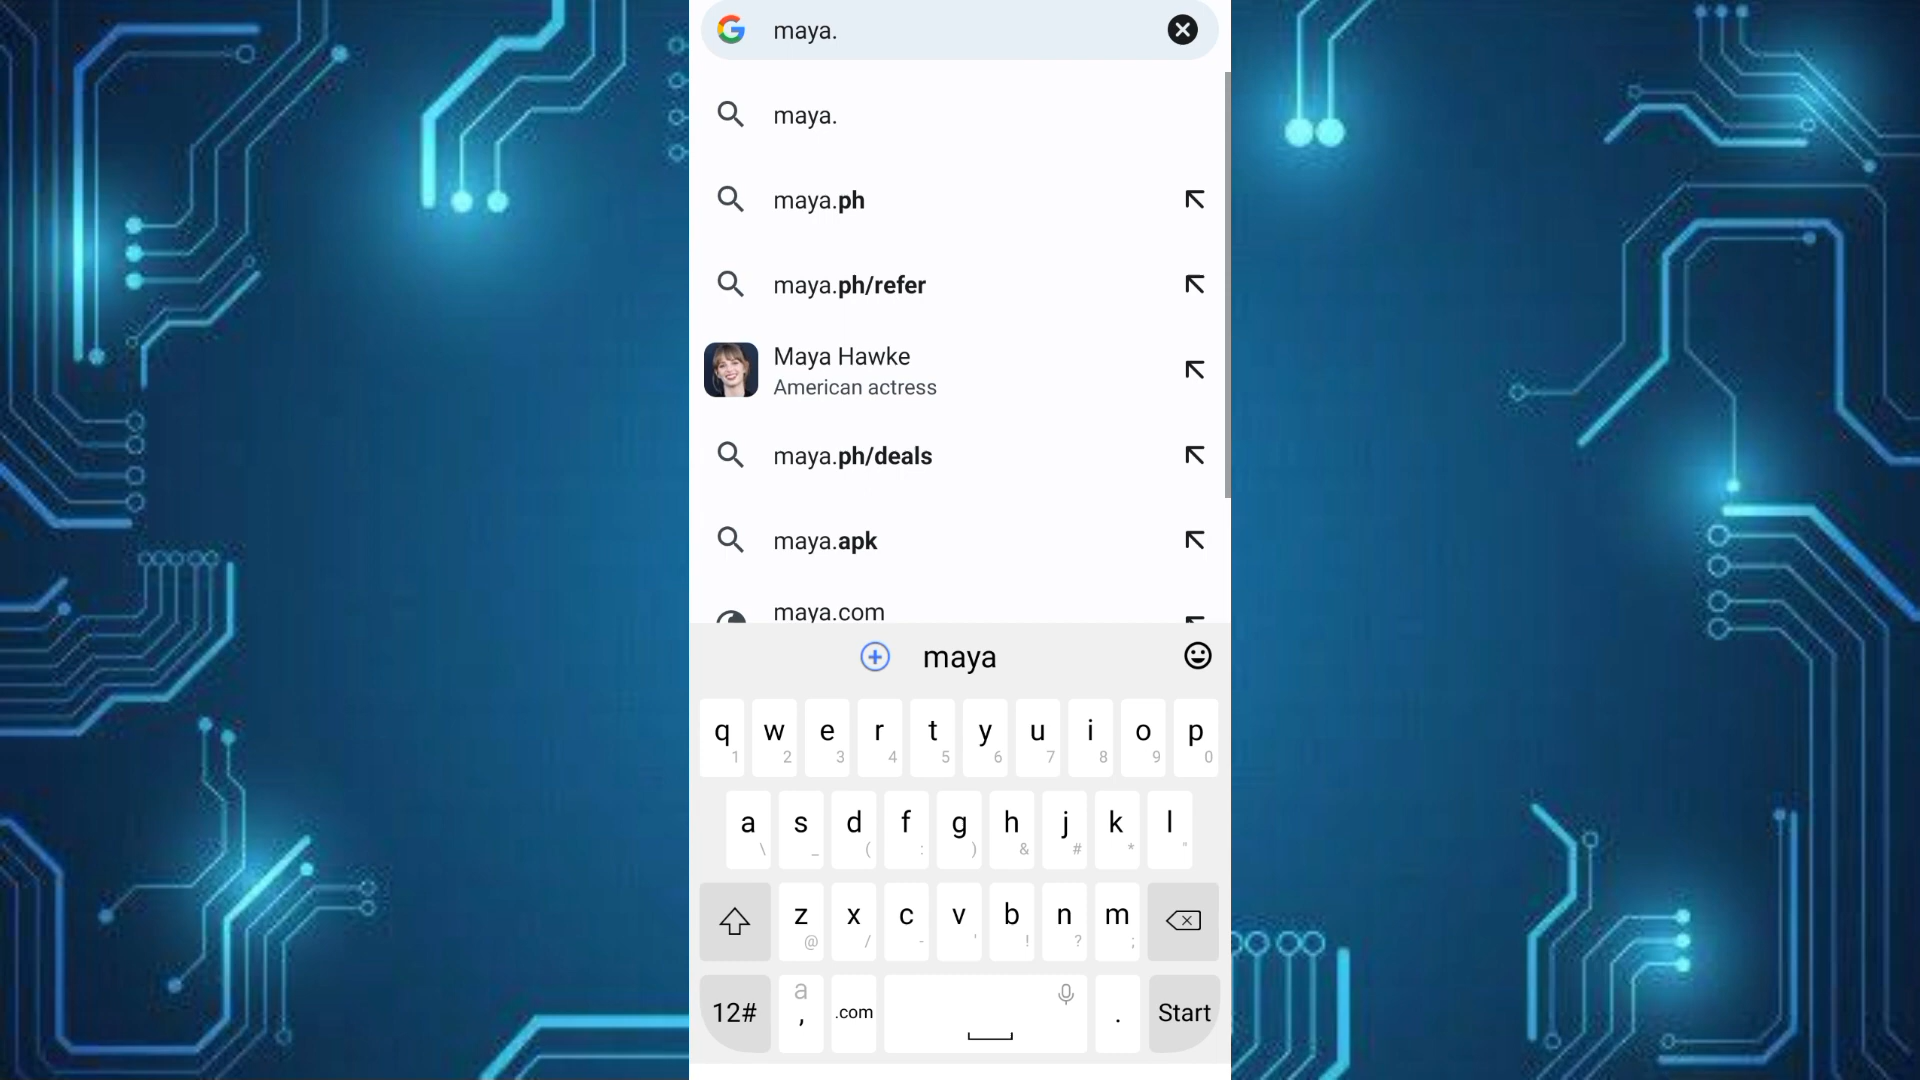 maya.
maya.
maya.ph
maya.ph/refer
Maya Hawke
American actress
maya.ph/deals
maya.apk
maya.com
maya
q w e r t y u i o p
1 2 3 4 5 6 7 8 9 0
a s d f g h j k l
\ _ ( : ) & # * "
z x c v b n m
@ / - ' ! ? ;
12# a , .com . Start